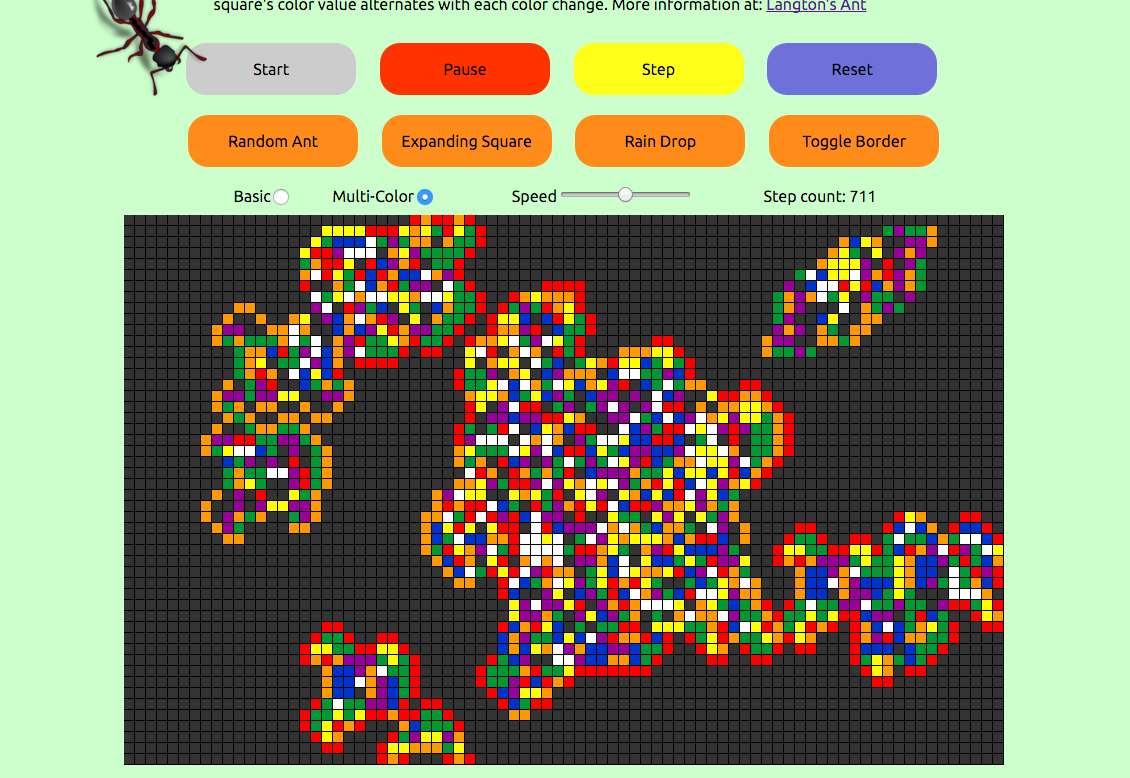 square's color value alternates with each color change. More information at: Langton's Ant
Start Pause Step Reset
Random Ant Expanding Square Rain Drop Toggle Border
Basic Multi-Color Speed Step count: 711